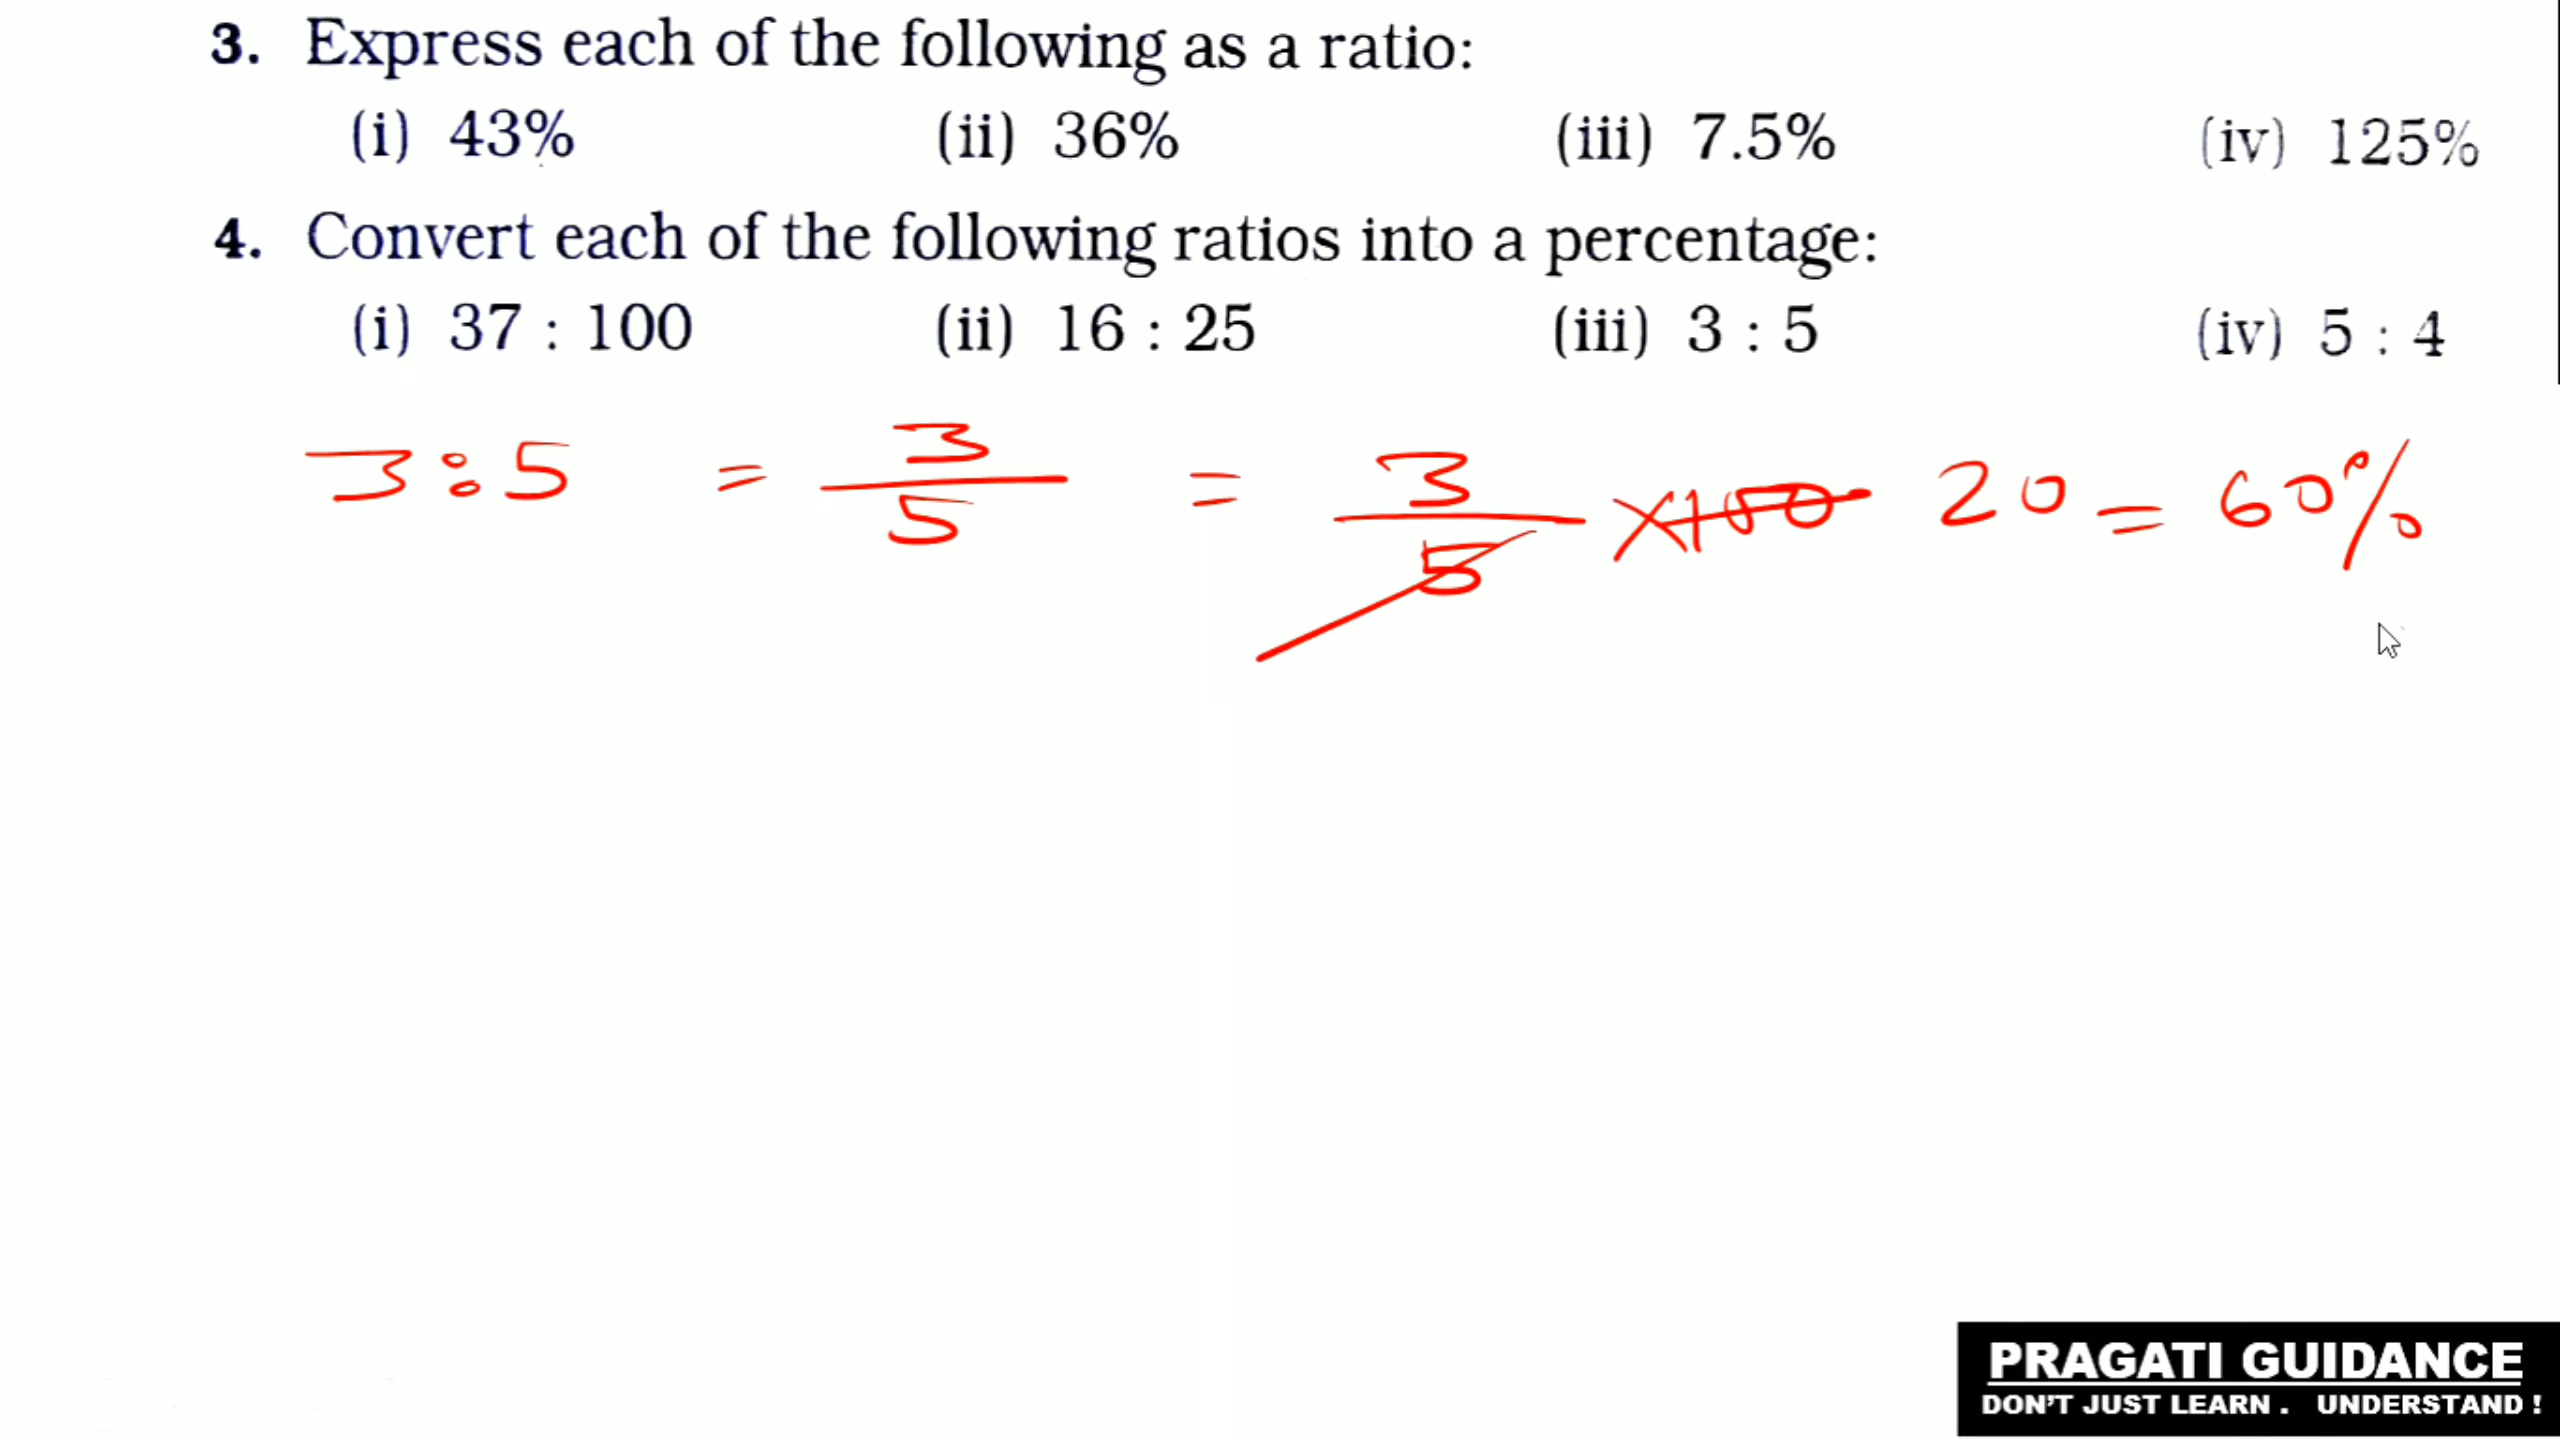 3. Express each of the following as a ratio:
(i) 43% (ii) 36% (iii) 7.5% (iv) 125%
4. Convert each of the following ratios into a percentage:
(i) 37 : 100 (ii) 16 : 25 (iii) 3 : 5 (iv) 5 : 4
3:5 = 3/5 = 3/5 ×100 20 = 60%
PRAGATI GUIDANCE
DON'T JUST LEARN . UNDERSTAND !